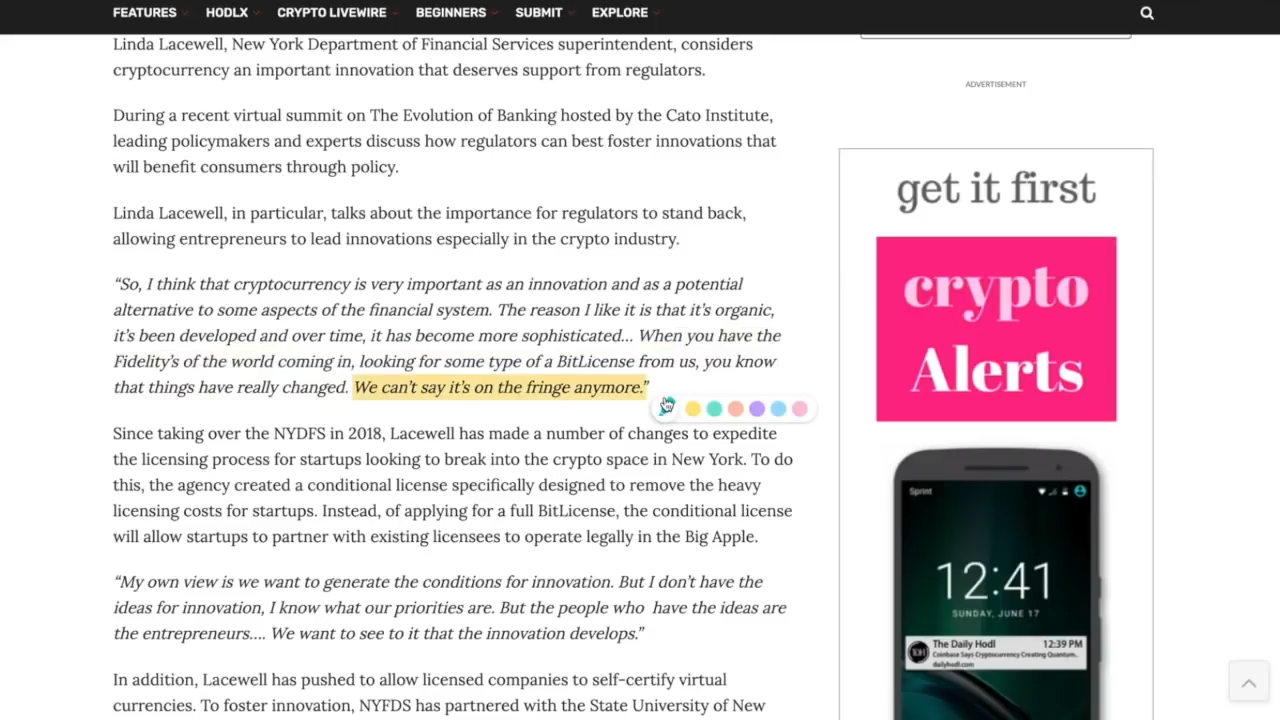 FEATURES HODLX CRYPTO LIVEWIRE BEGINNERS SUBMIT EXPLORE
Linda Lacewell, New York Department of Financial Services superintendent, considers
cryptocurrency an important innovation that deserves support from regulators.
During a recent virtual summit on The Evolution of Banking hosted by the Cato Institute,
leading policymakers and experts discuss how regulators can best foster innovations that
will benefit consumers through policy.
Linda Lacewell, in particular, talks about the importance for regulators to stand back,
allowing entrepreneurs to lead innovations especially in the crypto industry.
“So, I think that cryptocurrency is very important as an innovation and as a potential
alternative to some aspects of the financial system. The reason I like it is that it’s organic,
it’s been developed and over time, it has become more sophisticated… When you have the
Fidelity’s of the world coming in, looking for some type of a BitLicense from us, you know
that things have really changed. We can’t say it’s on the fringe anymore.”
Since taking over the NYDFS in 2018, Lacewell has made a number of changes to expedite
the licensing process for startups looking to break into the crypto space in New York. To do
this, the agency created a conditional license specifically designed to remove the heavy
licensing costs for startups. Instead, of applying for a full BitLicense, the conditional license
will allow startups to partner with existing licensees to operate legally in the Big Apple.
“My own view is we want to generate the conditions for innovation. But I don’t have the
ideas for innovation, I know what our priorities are. But the people who have the ideas are
the entrepreneurs…. We want to see to it that the innovation develops.”
In addition, Lacewell has pushed to allow licensed companies to self-certify virtual
currencies. To foster innovation, NYFDS has partnered with the State University of New
ADVERTISEMENT
get it first
crypto
Alerts
Sprint
12:41
SUNDAY, JUNE 17
The Daily Hodl 12:39 PM
Coinbase Says Cryptocurrency Creating Quantum..
dailyhodl.com